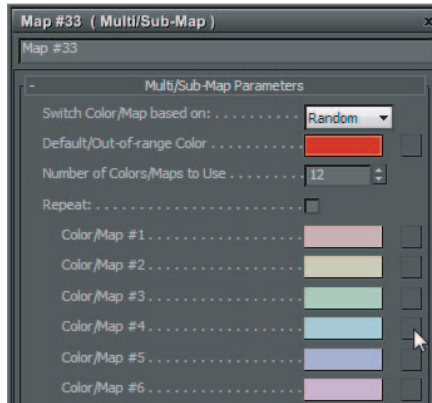 Map #33 ( Multi/Sub-Map ) x
Map #33
- Multi/Sub-Map Parameters
Switch Color/Map based on: . . . . . . . . . . Random
Default/Out-of-range Color . . . . . . . . . . .
Number of Colors/Maps to Use . . . . . . . . . 12
Repeat: . . . . . . . . . . . . . . . . . . . . . . . .
Color/Map #1 . . . . . . . . . . . . . . . . . .
Color/Map #2 . . . . . . . . . . . . . . . . . .
Color/Map #3 . . . . . . . . . . . . . . . . . .
Color/Map #4 . . . . . . . . . . . . . . . . . .
Color/Map #5 . . . . . . . . . . . . . . . . . .
Color/Map #6 . . . . . . . . . . . . . . . . . .